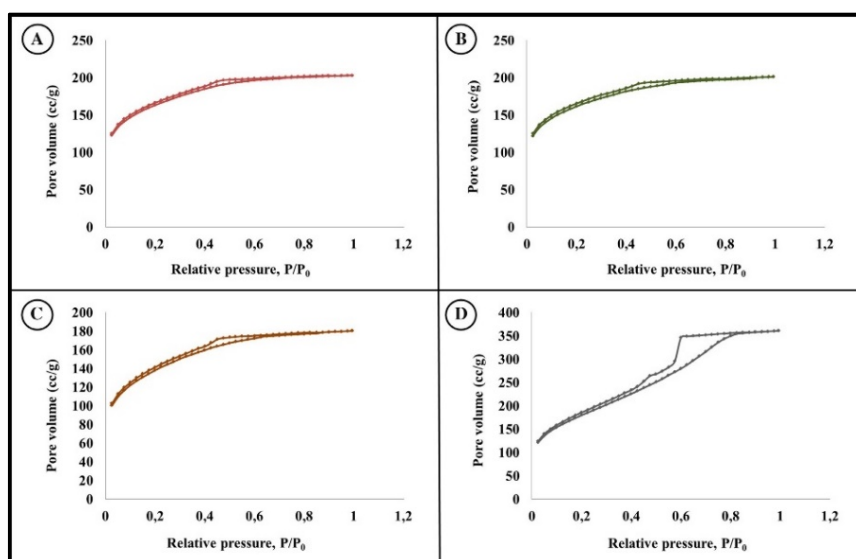 A
250
200
150
100
50
0
0 0,2 0,4 0,6 0,8 1 1,2
Pore volume (cc/g)
Relative pressure, P/P₀
B
250
200
150
100
50
0
0 0,2 0,4 0,6 0,8 1 1,2
Pore volume (cc/g)
Relative pressure, P/P₀
C
200
180
160
140
120
100
80
60
40
20
0
0 0,2 0,4 0,6 0,8 1 1,2
Pore volume (cc/g)
Relative pressure, P/P₀
D
400
350
300
250
200
150
100
50
0
0 0,2 0,4 0,6 0,8 1 1,2
Pore volume (cc/g)
Relative pressure, P/P₀